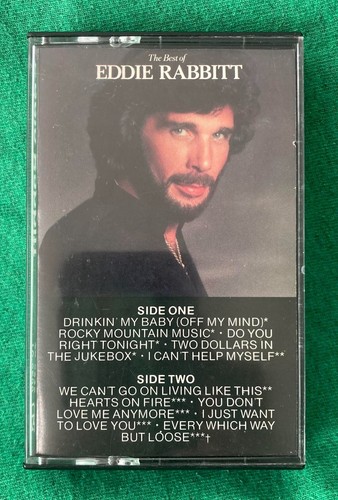 The Best of
EDDIE RABBITT
SIDE ONE
DRINKIN' MY BABY (OFF MY MIND)*
ROCKY MOUNTAIN MUSIC* · DO YOU
RIGHT TONIGHT* · TWO DOLLARS IN
THE JUKEBOX* · I CAN'T HELP MYSELF**
SIDE TWO
WE CAN'T GO ON LIVING LIKE THIS**
HEARTS ON FIRE*** · YOU DON'T
LOVE ME ANYMORE*** · I JUST WANT
TO LOVE YOU*** · EVERY WHICH WAY
BUT LOOSE***†